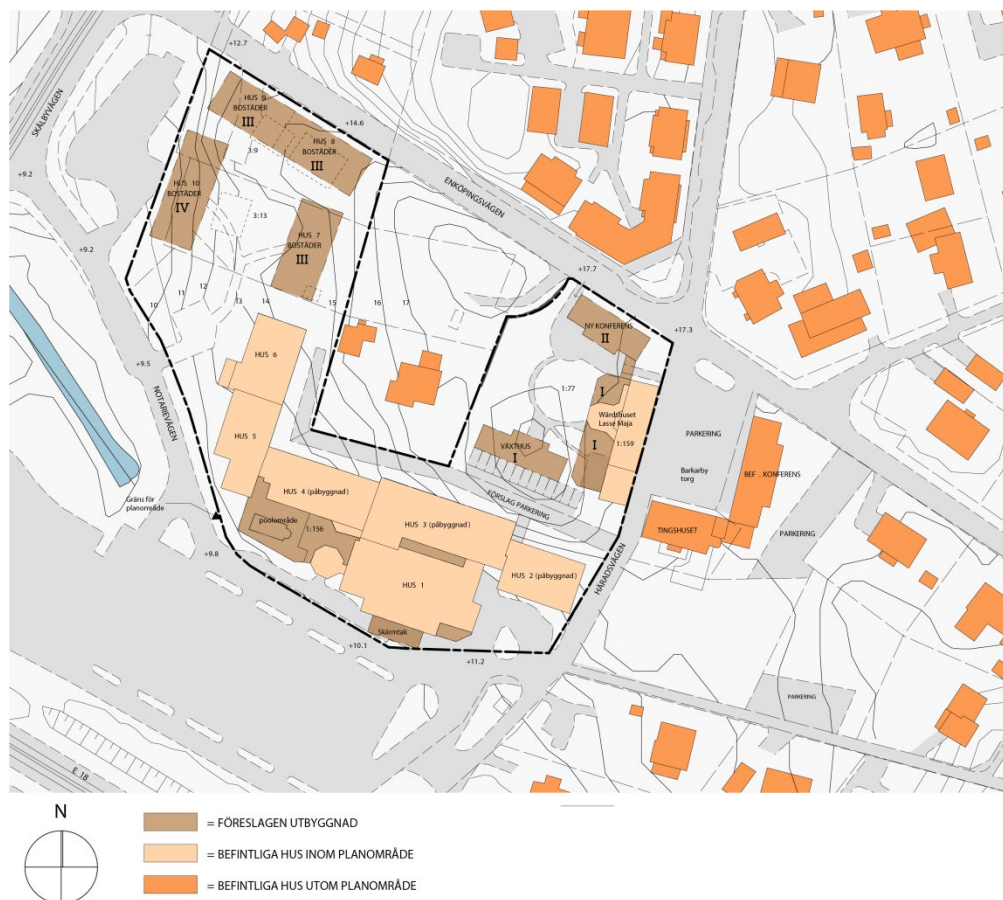 +12.7
SKÄLBYVÄGEN
HUS 9
BOSTÄDER
III
+14.6
HUS 8
BOSTÄDER
III
3:9
+9.2
HUS 10
BOSTÄDER
IV
3:13
ENKÖPINGSVÄGEN
HUS 7
BOSTÄDER
III
+9.2
+17.7
10
11
12
13
14
15
16
17
NY KONFERENS
II
+17.3
HUS 6
+9.5
NOTARIEVÄGEN
1:77
I
Wärdshuset
Lasse Maja
1:159
I
PARKERING
HUS 5
VÄXTHUS
I
Barkarby
torg
BEF . KONFERENS
HUS 4 (påbyggnad)
FÖRSLAG PARKERING
Gräns för
planområde
poolområde
1:156
HUS 3 (påbyggnad)
TINGSHUSET
PARKERING
+9.8
HUS 1
HUS 2 (påbyggnad)
HÄRADSVÄGEN
Skärmtak
+10.1
+11.2
PARKERING
E 18
N
= FÖRESLAGEN UTBYGGNAD
= BEFINTLIGA HUS INOM PLANOMRÅDE
= BEFINTLIGA HUS UTOM PLANOMRÅDE